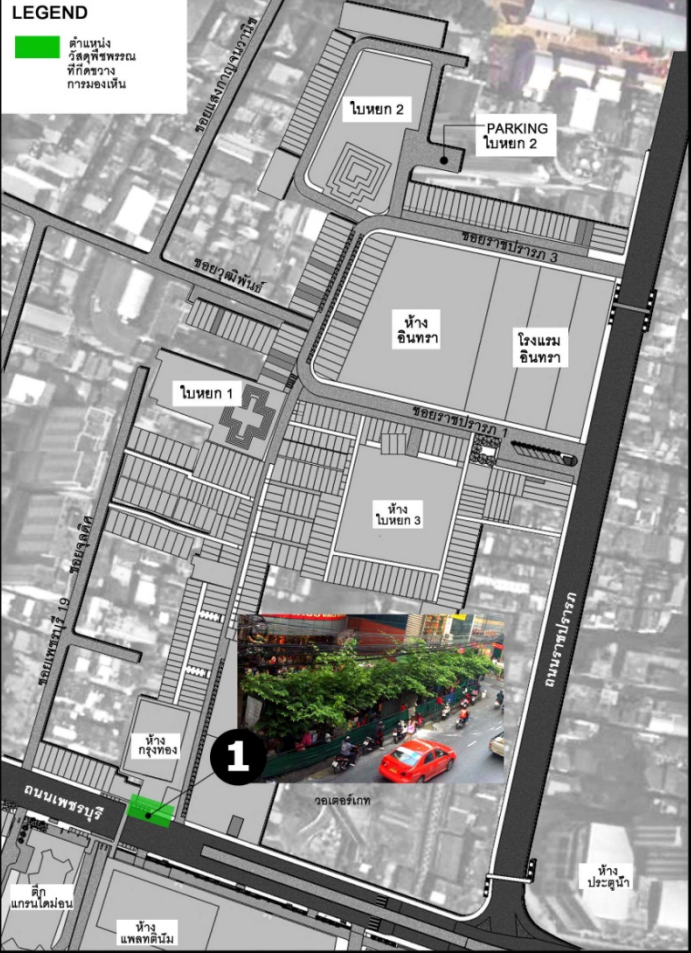 LEGEND
ตำแหน่ง
วัสดุพืชพรรณ
ที่กีดขวาง
การมองเห็น
ซอยแสงกาญจนวานิช
ใบหยก 2
PARKING
ใบหยก 2
ซอยราชปรารภ 3
ซอยวุฒิพันธ์
ห้าง
อินทรา
โรงแรม
อินทรา
ใบหยก 1
ซอยราชปรารภ 1
ห้าง
ใบหยก 3
ซอยเพชรบุรี 19
ซอยจุลดิศ
ถนนราชปรารภ
ห้าง
กรุงทอง
1
วอเตอร์เกท
ถนนเพชรบุรี
ห้าง
ประตูน้ำ
ตึก
แกรนไดม่อน
ห้าง
แพลทตินัม